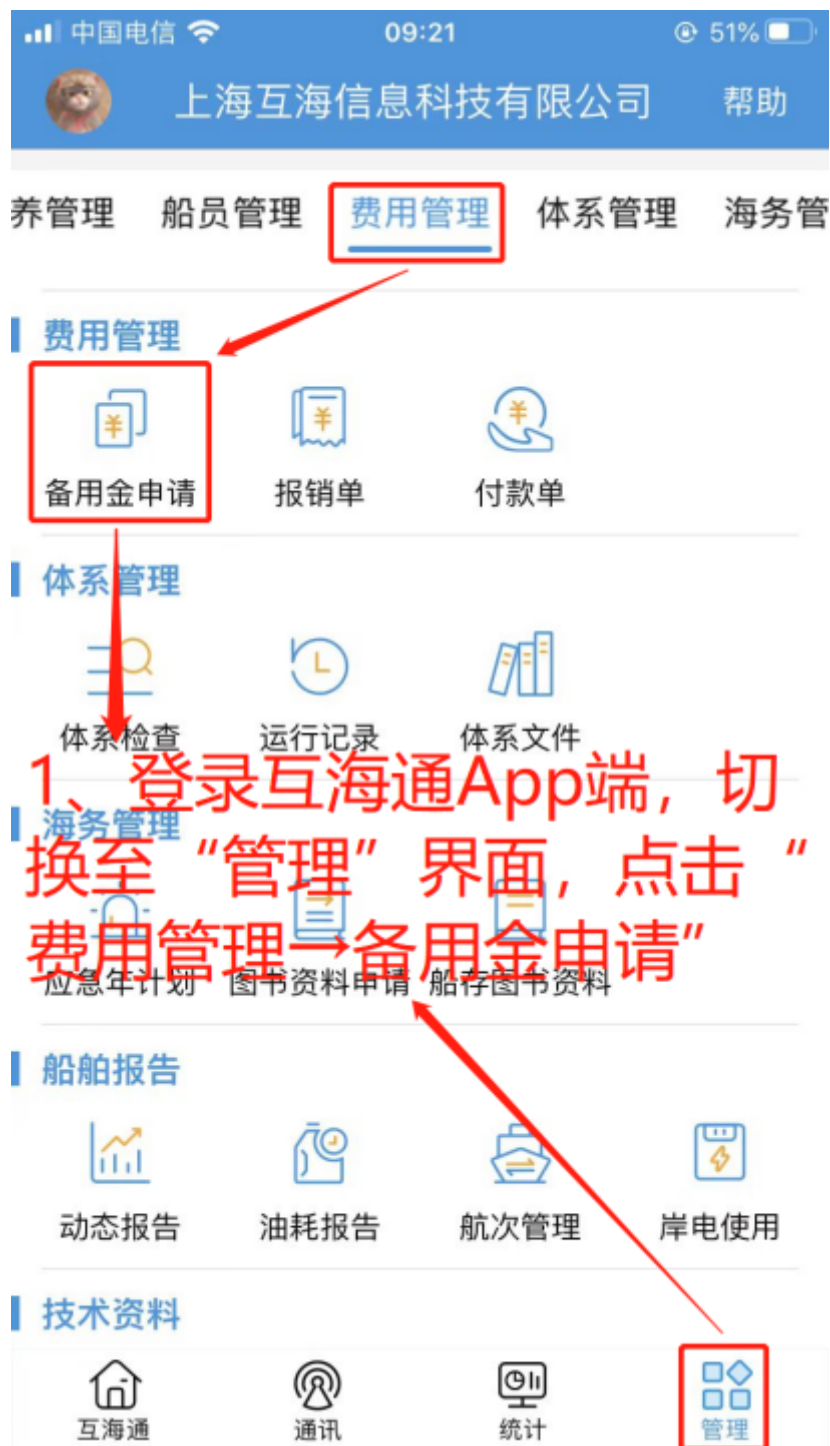 中国电信 09:21 51%
上海互海信息科技有限公司 帮助
养管理 船员管理 费用管理 体系管理 海务管
费用管理
备用金申请 报销单 付款单
体系管理
体系检查 运行记录 体系文件
1、登录互海通App端，切
海务管理
换至“管理”界面，点击“
费用管理→备用金申请”
应急年计划 图书资料申请 船存图书资料
船舶报告
动态报告 油耗报告 航次管理 岸电使用
技术资料
互海通 通讯 统计 管理